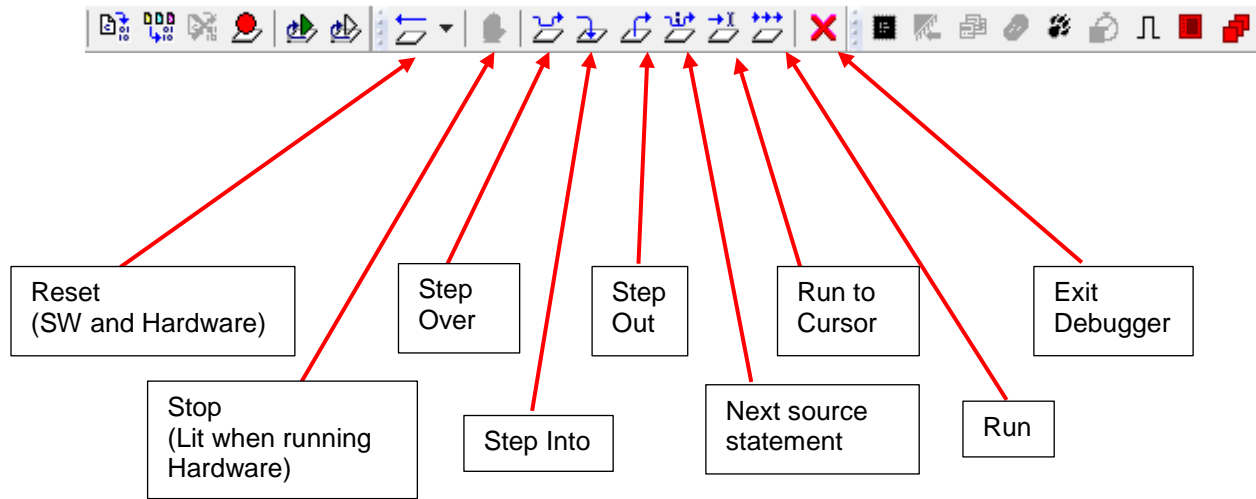 Reset
(SW and Hardware)
Step
Over
Step
Out
Run to
Cursor
Exit
Debugger
Stop
(Lit when running
Hardware)
Step Into
Next source
statement
Run